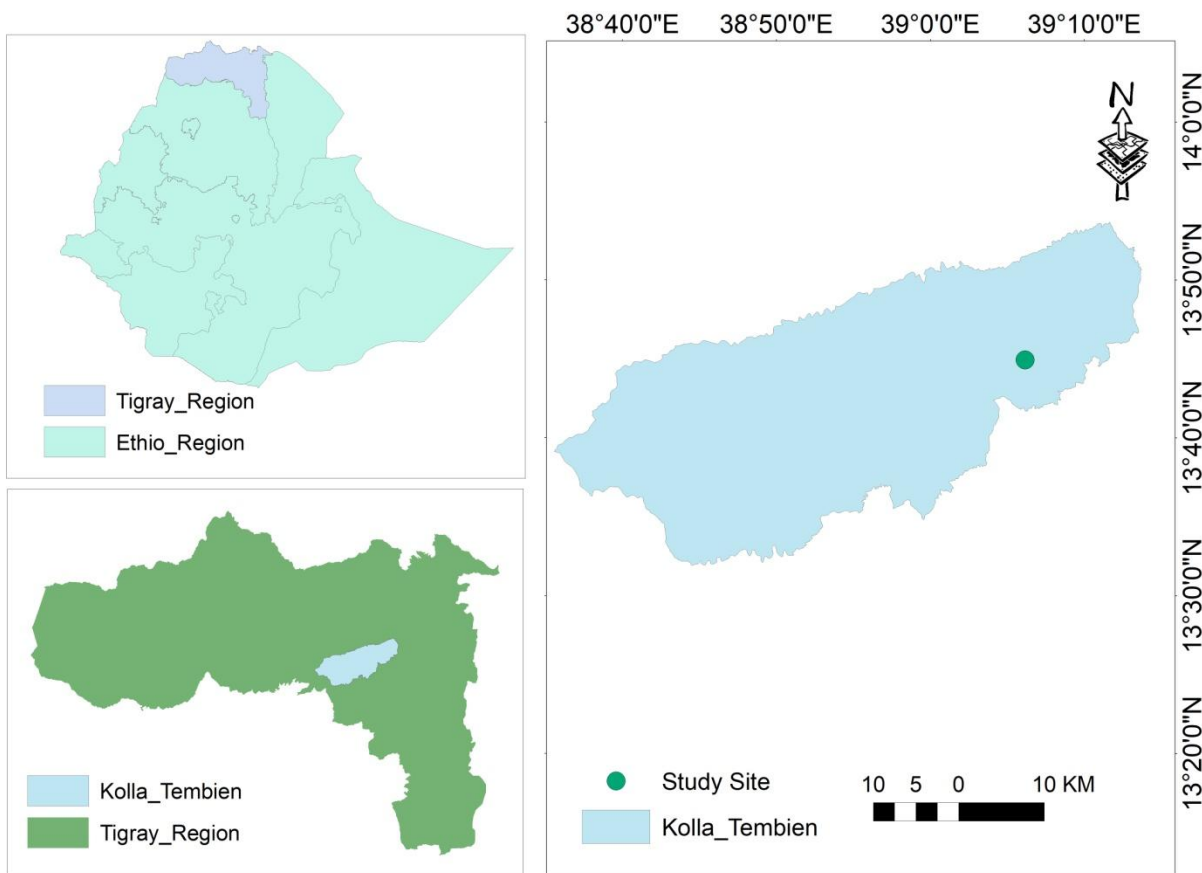 Tigray_Region
Ethio_Region
Kolla_Tembien
Tigray_Region
38°40'0"E 38°50'0"E 39°0'0"E 39°10'0"E
N
14°0'0"N
13°50'0"N
13°40'0"N
13°30'0"N
13°20'0"N
Study Site
Kolla_Tembien
10 5 0 10 KM